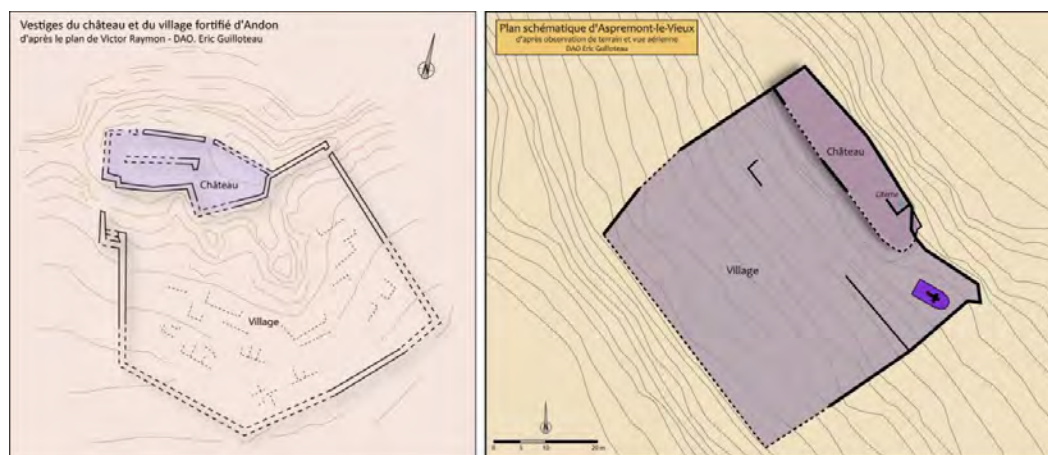 Vestiges du château et du village fortifié d'Andon
d'après le plan de Victor Raymon - DAO. Eric Guilloteau
N
Château
Village
Plan schématique d'Aspremont-le-Vieux
d'après observation de terrain et vue aérienne
DAO Eric Guilloteau
Château
Citerne
Village
N
0 5 10 20 m